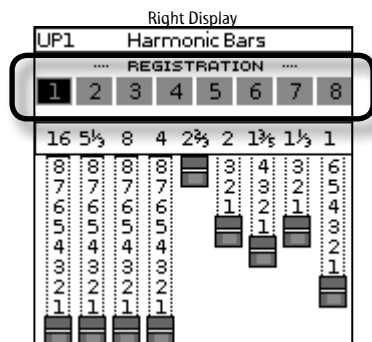 Right Display
UP1 Harmonic Bars
···· REGISTRATION ····
1 2 3 4 5 6 7 8
16 5⅓ 8 4 2⅔ 2 1⅗ 1⅓ 1
8 8 8 8 3 4 3 6
7 7 7 7 2 3 2 5
6 6 6 6 1 2 1 4
5 5 5 5 1 3
4 4 4 4 2
3 3 3 3 1
2 2 2 2
1 1 1 1